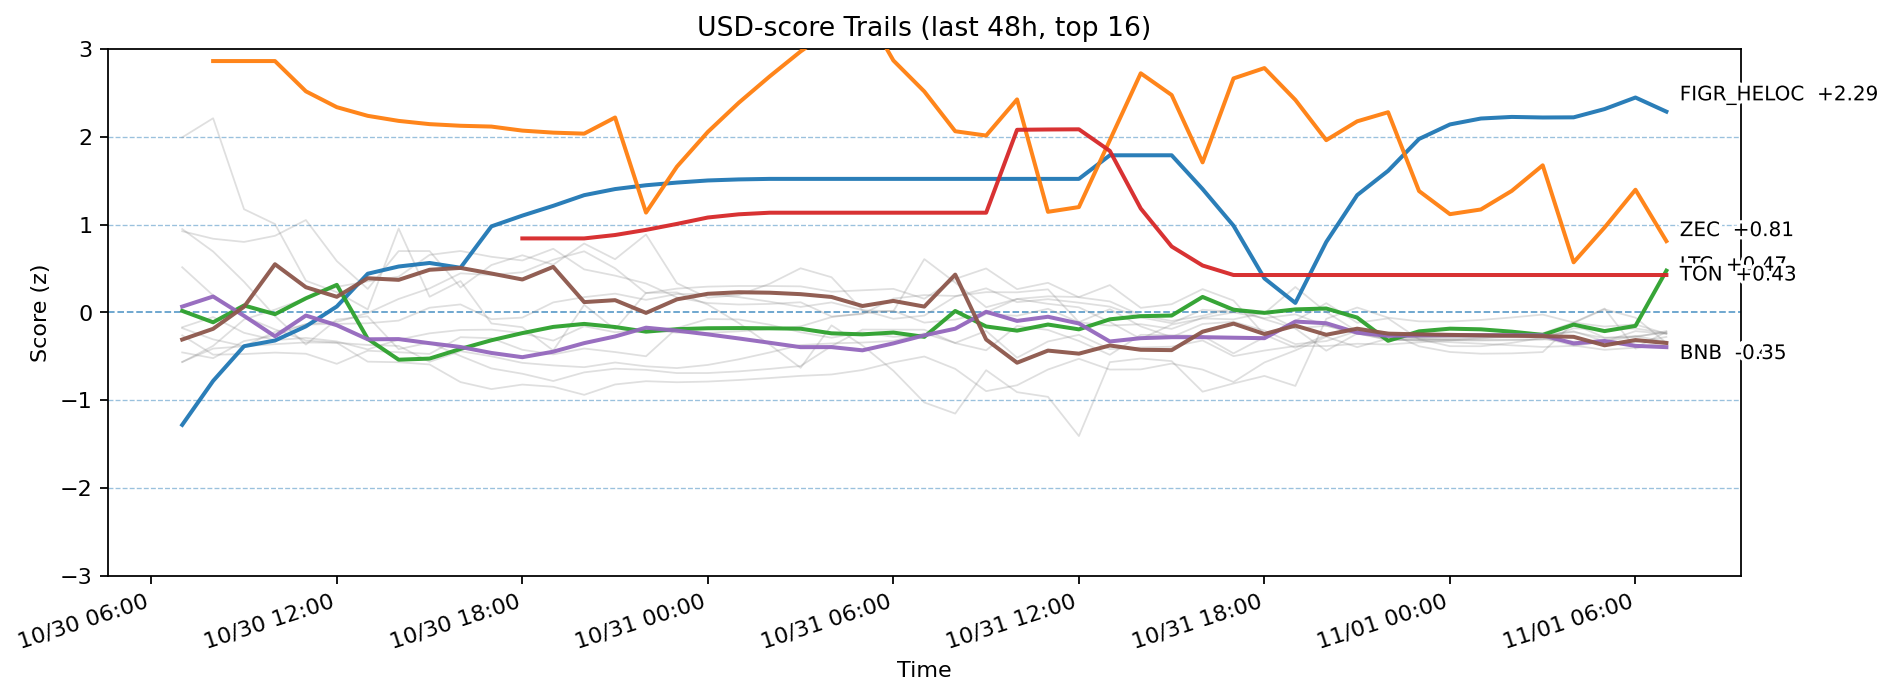 USD-score Trails (last 48h, top 16)
Score (z)
3
2
1
0
−1
−2
−3
FIGR_HELOC +2.29
ZEC +0.81
LTC +0.47
TON +0.43
BNB -0.35
10/30 06:00
10/30 12:00
10/30 18:00
10/31 00:00
10/31 06:00
10/31 12:00
10/31 18:00
11/01 00:00
11/01 06:00
Time